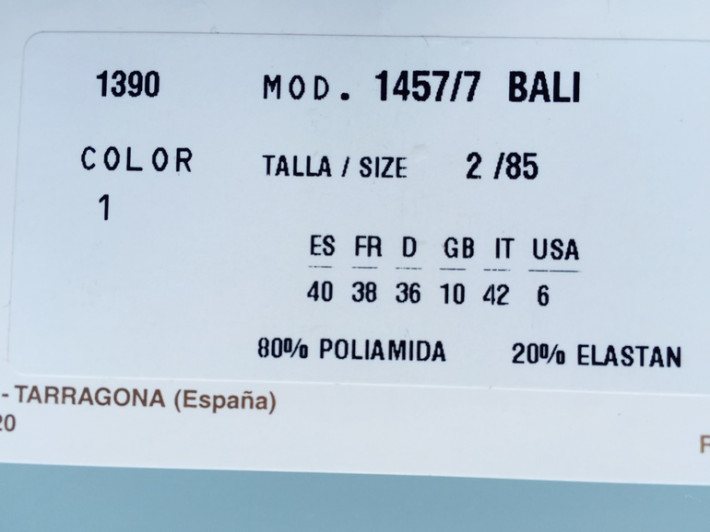 1390 MOD. 1457/7 BALI
COLOR TALLA / SIZE 2 /85
1
ES FR D GB IT USA
40 38 36 10 42 6
80% POLIAMIDA 20% ELASTAN
- TARRAGONA (España)
20